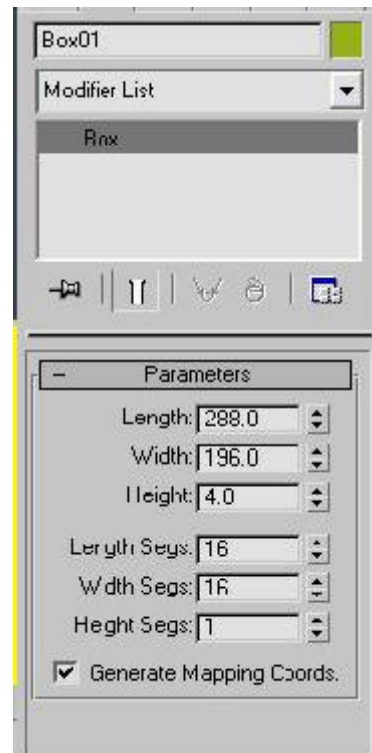 Box01
Modifier List
Box
Parameters
Length: 288.0
Width: 196.0
Height: 4.0
Length Segs: 16
Width Segs: 16
Height Segs: 1
Generate Mapping Coords.